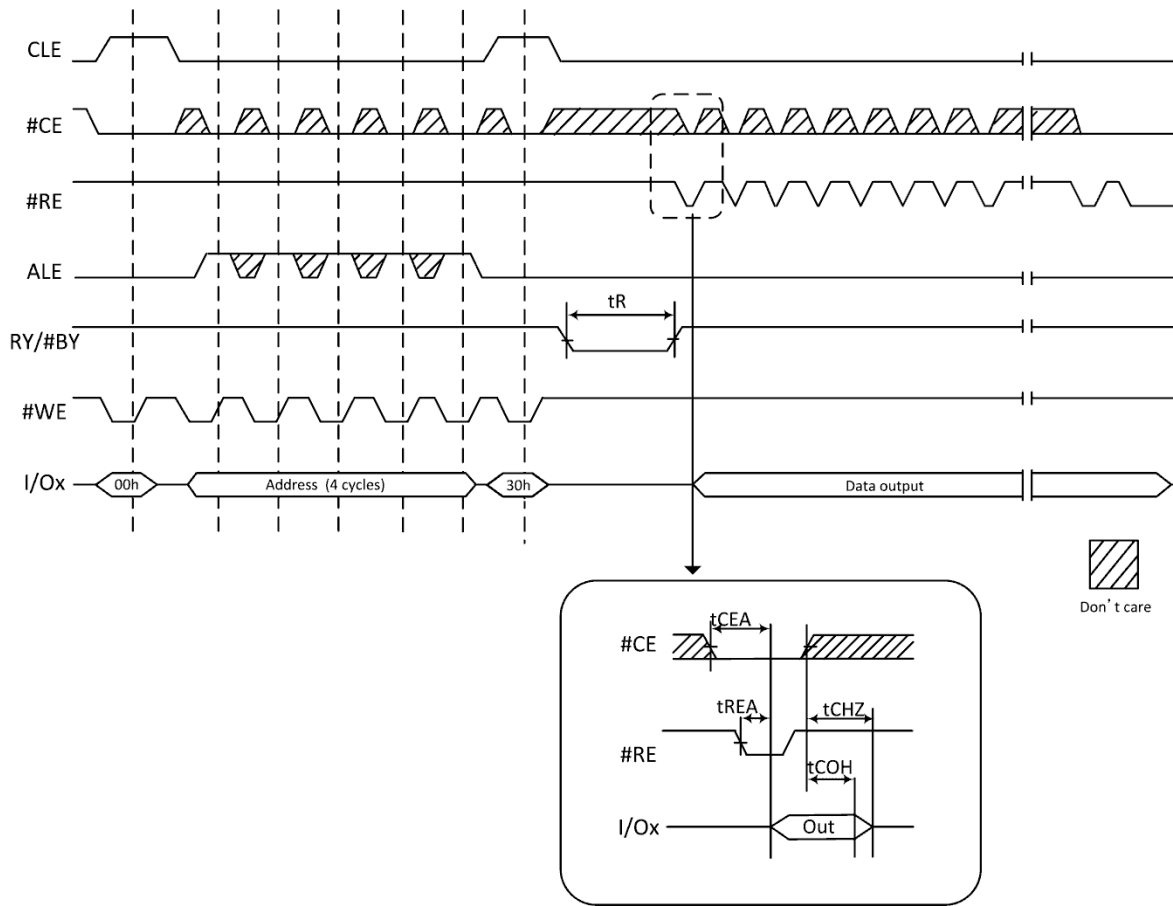 CLE
#CE
#RE
ALE
tR
RY/#BY
#WE
I/Ox
00h
Address (4 cycles)
30h
Data output
Don't care
tCEA
#CE
tREA
tCHZ
#RE
tCOH
I/Ox
Out